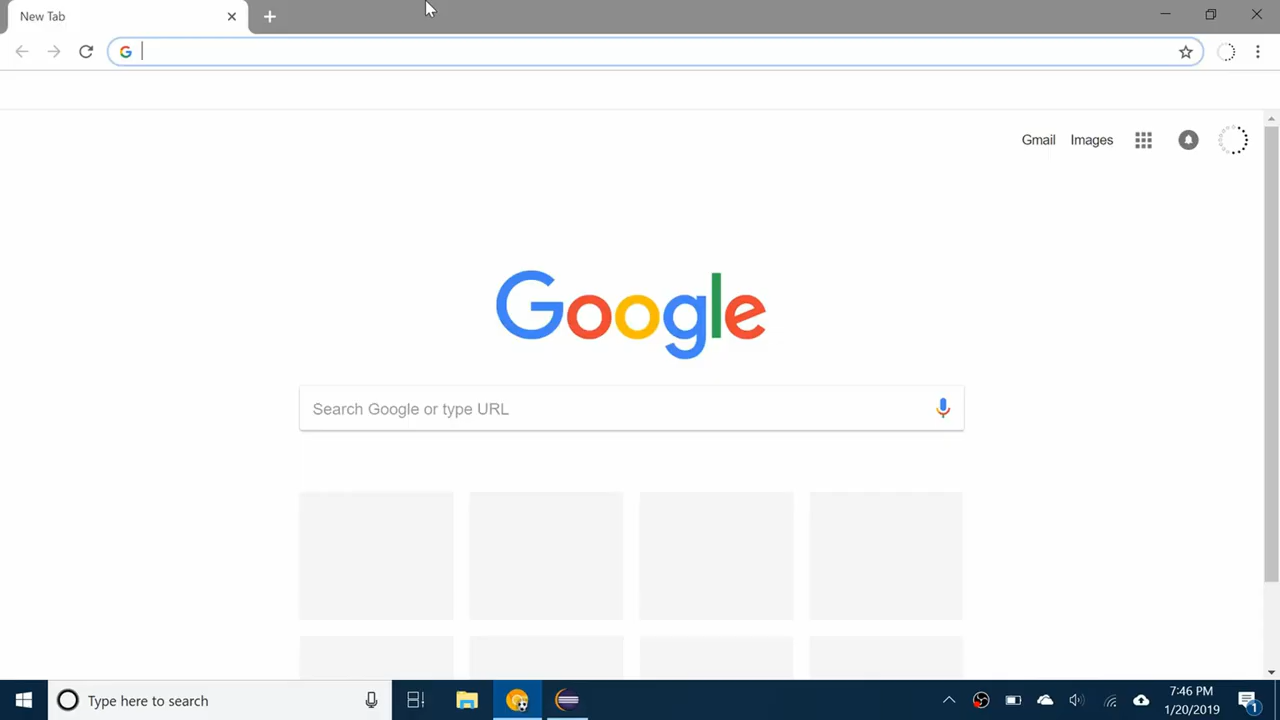 New Tab
Gmail Images
Google
Search Google or type URL
Type here to search
7:46 PM
1/20/2019
1